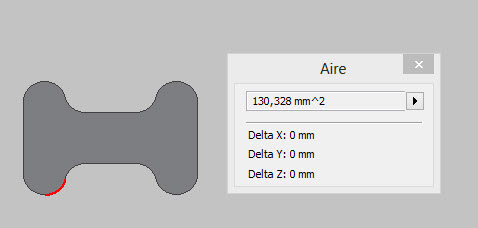 Aire
130,328 mm^2
Delta X: 0 mm
Delta Y: 0 mm
Delta Z: 0 mm